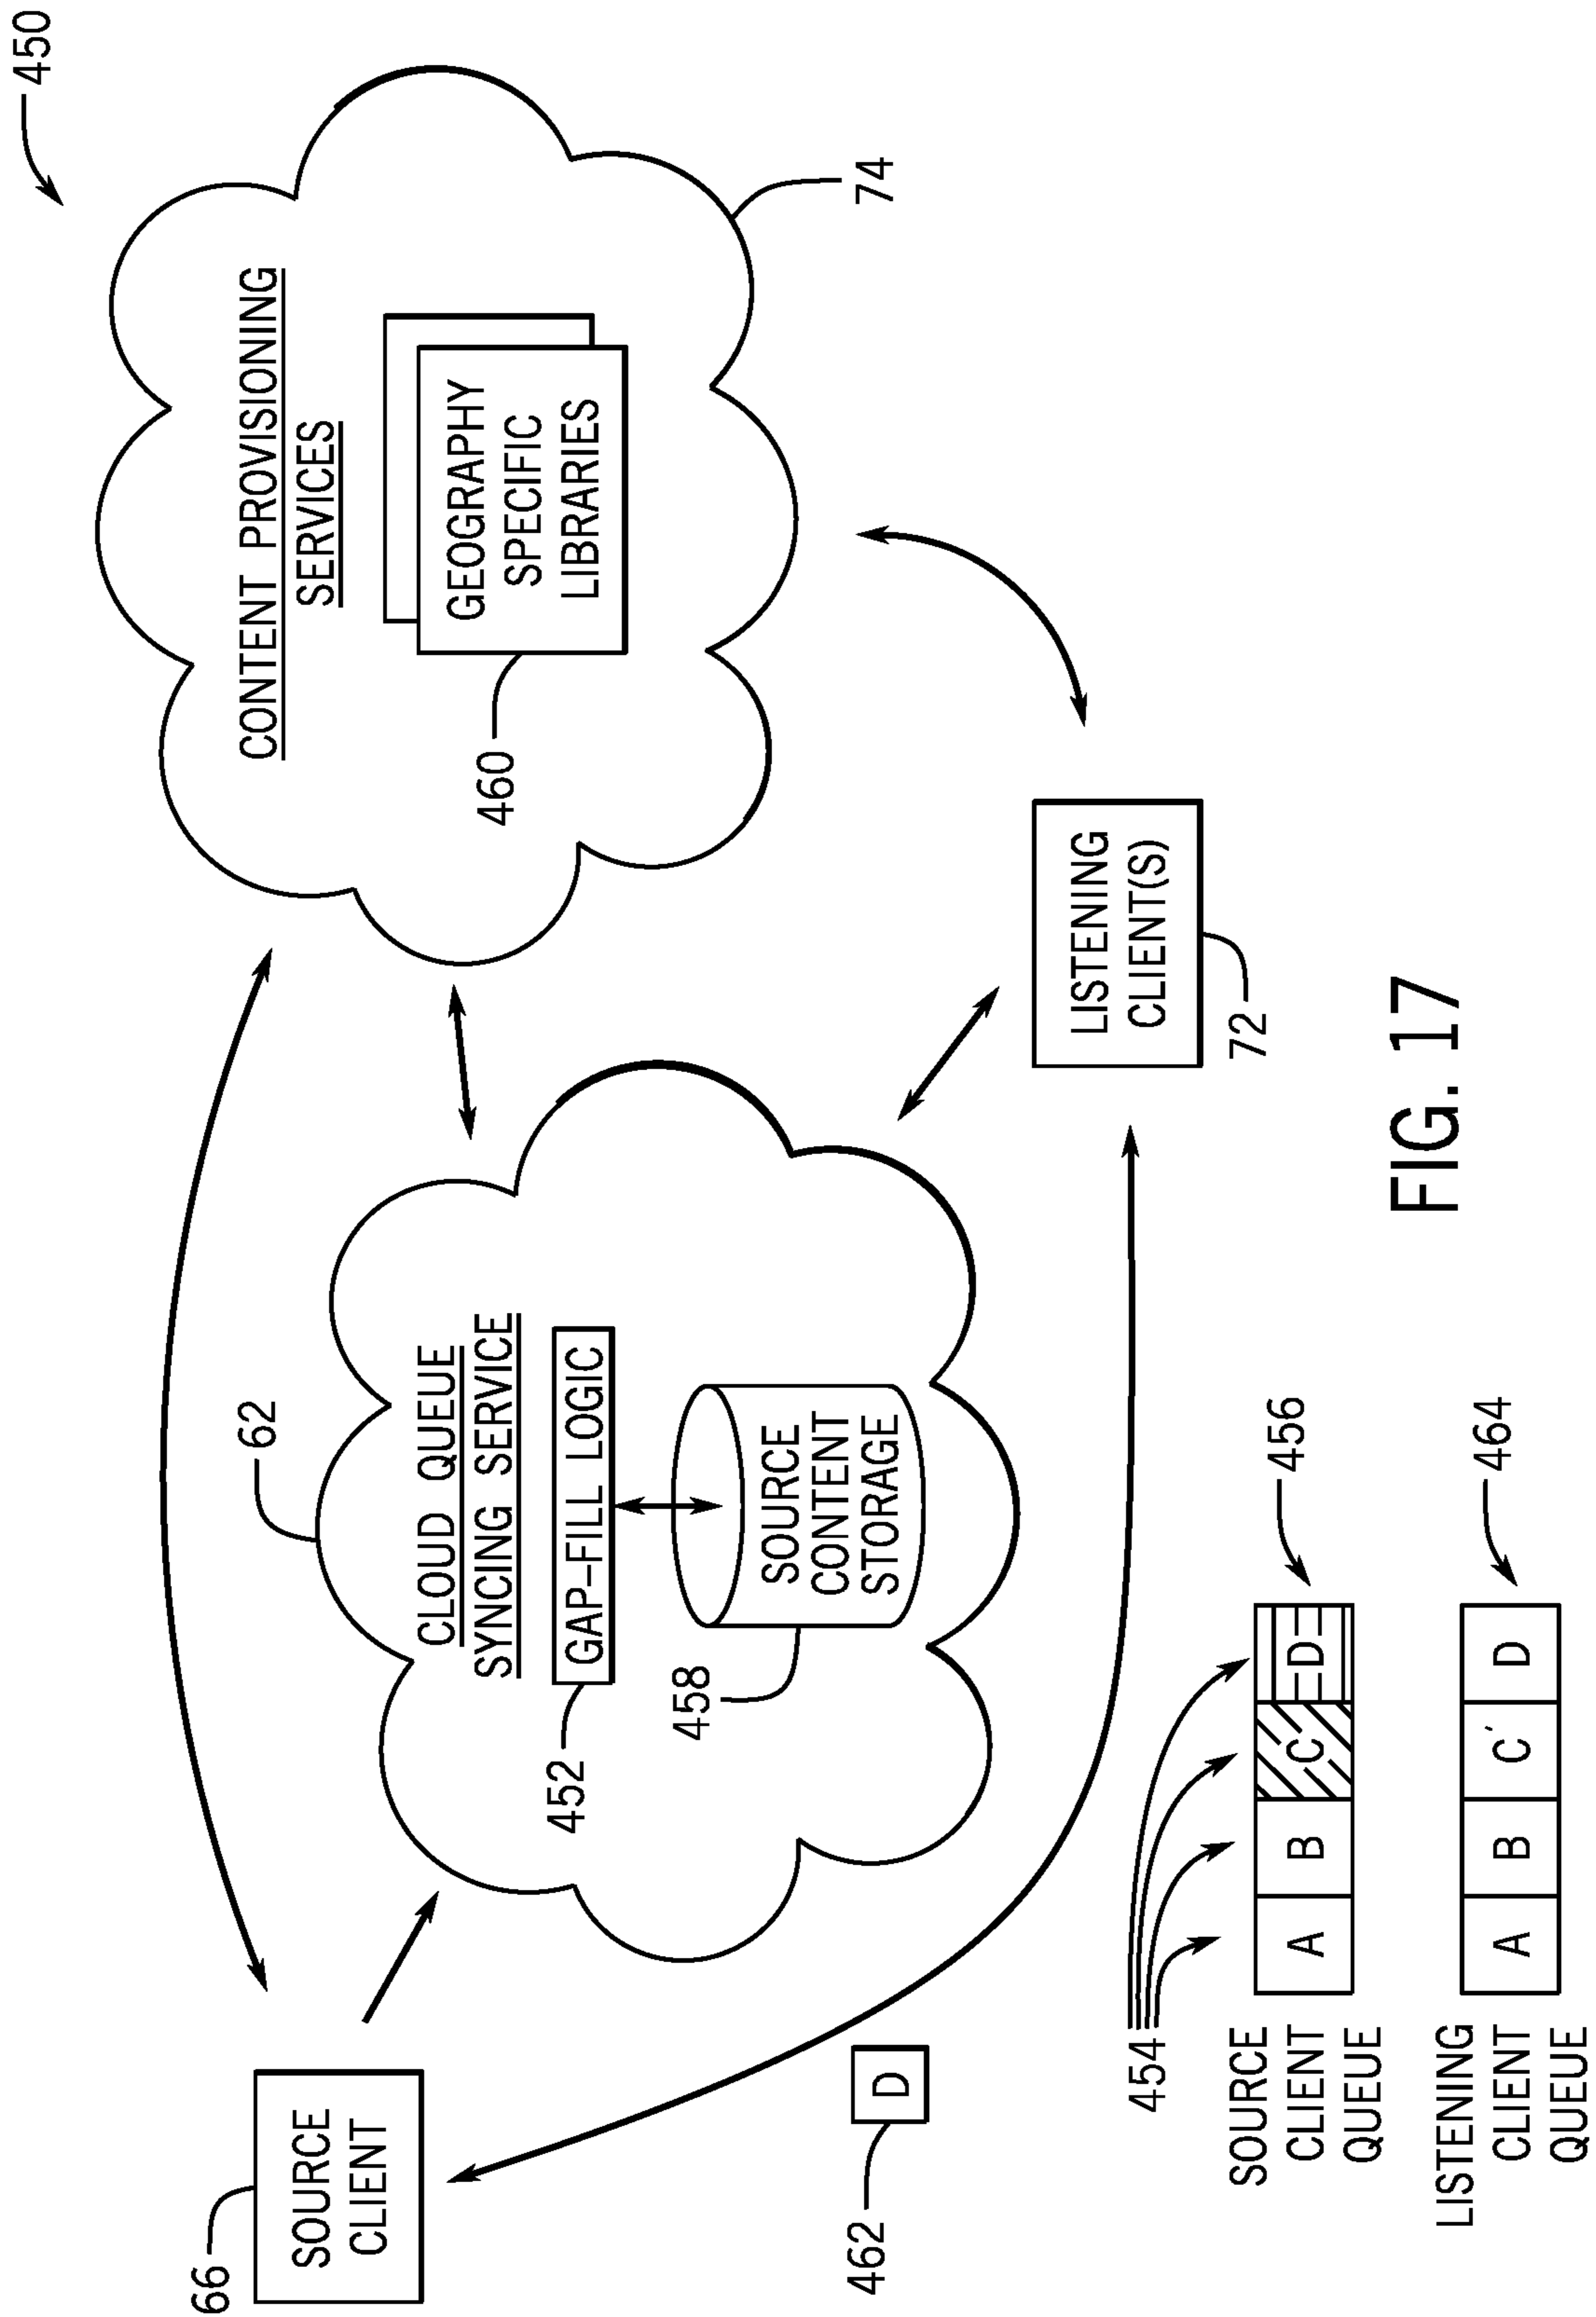 450
CONTENT PROVISIONING
SERVICES
GEOGRAPHY
SPECIFIC
LIBRARIES
460
74
62
CLOUD QUEUE
SYNCING SERVICE
GAP-FILL LOGIC
452
SOURCE
CONTENT
STORAGE
458
66
SOURCE
CLIENT
LISTENING
CLIENT(S)
72
462
D
454
SOURCE
CLIENT
QUEUE
A
B
C
D
456
LISTENING
CLIENT
QUEUE
A
B
C'
D
464
FIG. 17